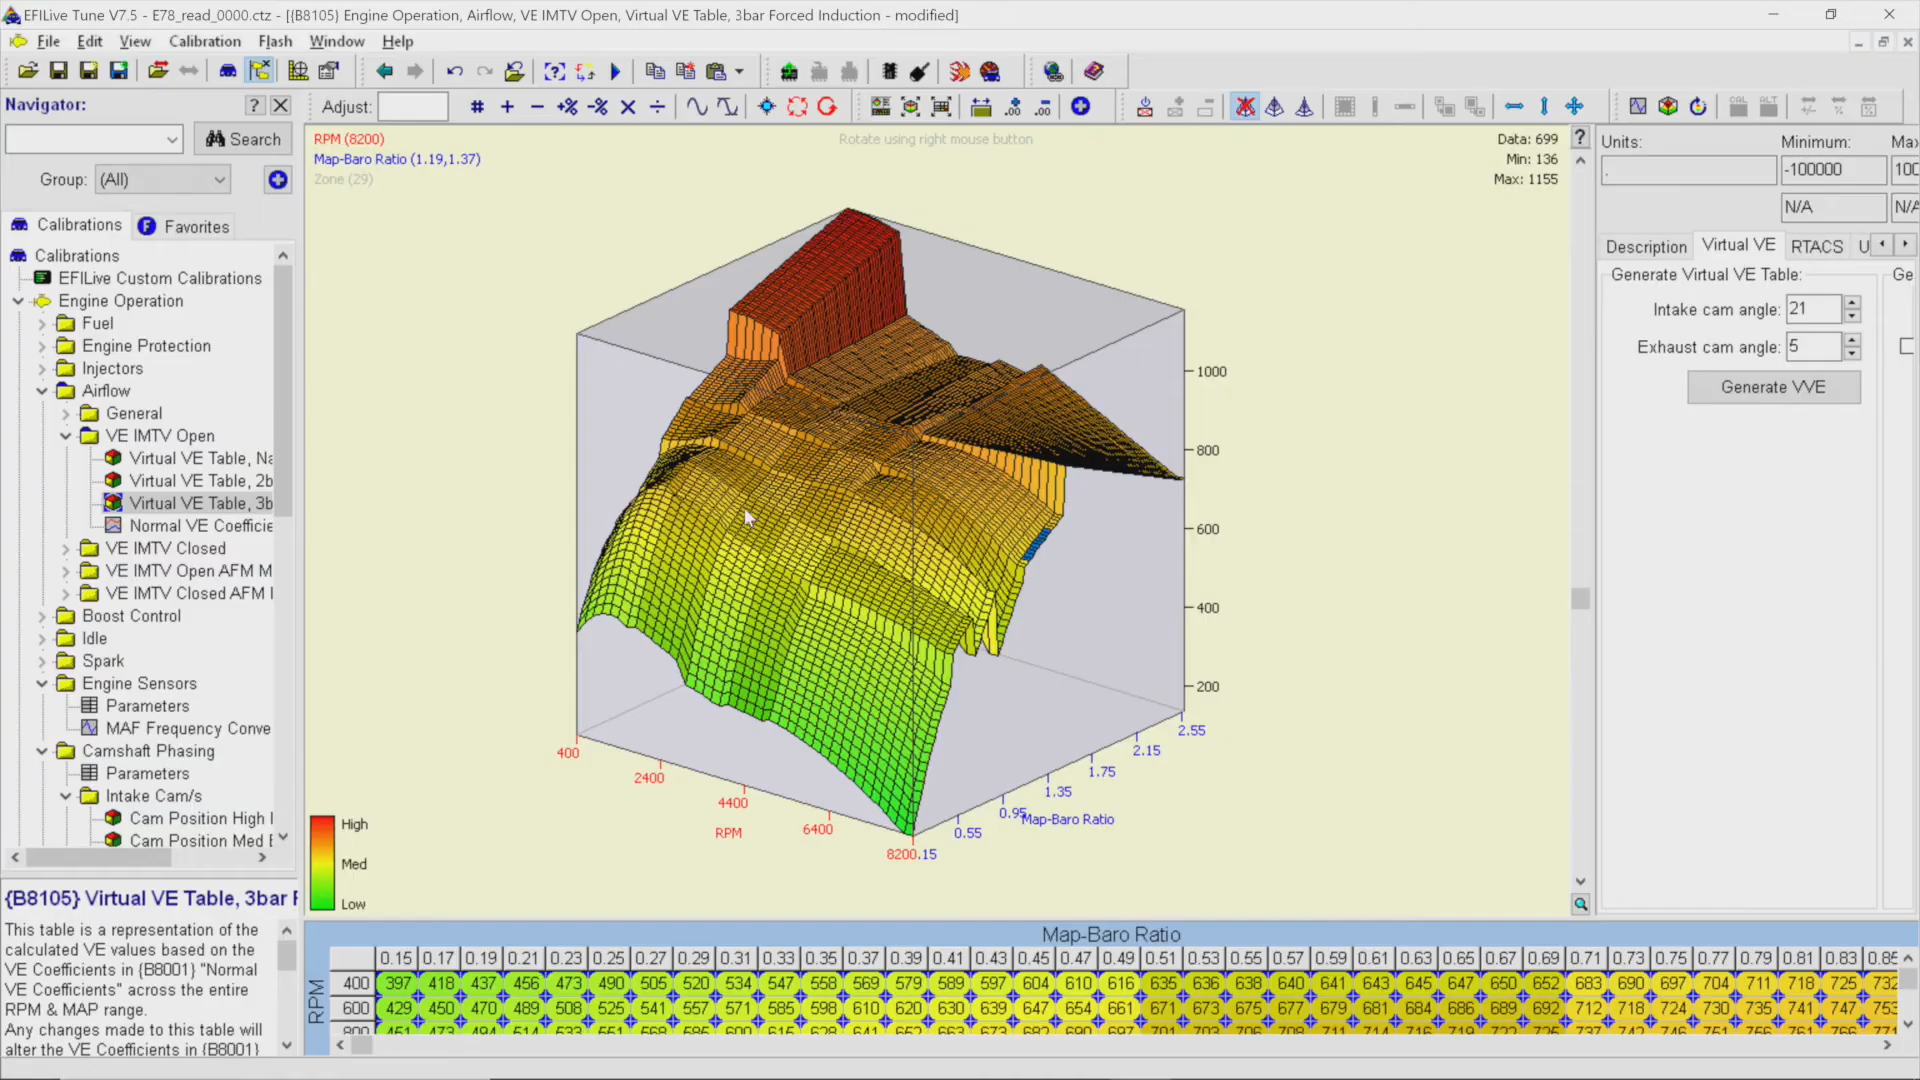 EFILive Tune V7.5 - E78_read_0000.ctz - [{B8105} Engine Operation, Airflow, VE IMTV Open, Virtual VE Table, 3bar Forced Induction - modified]
File Edit View Calibration Flash Window Help
Navigator: ?
Adjust: # + - +% -% X ÷
Search
Group: (All)
Calibrations Favorites
Calibrations
EFILive Custom Calibrations
Engine Operation
Fuel
Engine Protection
Injectors
Airflow
General
VE IMTV Open
Virtual VE Table, Na
Virtual VE Table, 2b
Virtual VE Table, 3b
Normal VE Coefficie
VE IMTV Closed
VE IMTV Open AFM M
VE IMTV Closed AFM
Boost Control
Idle
Spark
Engine Sensors
Parameters
MAF Frequency Conve
Camshaft Phasing
Parameters
Intake Cam/s
Cam Position High
Cam Position Med
{B8105} Virtual VE Table, 3bar F
This table is a representation of the
calculated VE values based on the
VE Coefficients in {B8001} "Normal
VE Coefficients" across the entire
RPM & MAP range.
Any changes made to this table will
alter the VE Coefficients in {B8001}
RPM (8200)
Map-Baro Ratio (1.19,1.37)
Zone (29)
Rotate using right mouse button
Data: 699
Min: 136
Max: 1155
?
1000
800
600
400
200
2.55
2.15
1.75
1.35
0.95
0.55
.15
Map-Baro Ratio
400
2400
4400
6400
8200
RPM
High
Med
Low
Units: Minimum: Max
. -100000 100
N/A N/A
Description Virtual VE RTACS U
Generate Virtual VE Table: Ge
Intake cam angle: 21
Exhaust cam angle: 5
Generate VVE
Map-Baro Ratio
RPM
0.15 0.17 0.19 0.21 0.23 0.25 0.27 0.29 0.31 0.33 0.35 0.37 0.39 0.41 0.43 0.45 0.47 0.49 0.51 0.53 0.55 0.57 0.59 0.61 0.63 0.65 0.67 0.69 0.71 0.73 0.75 0.77 0.79 0.81 0.83 0.85
400 397 418 437 456 473 490 505 520 534 547 558 569 579 589 597 604 610 616 635 636 638 640 641 643 645 647 650 652 683 690 697 704 711 718 725 732
600 429 450 470 489 508 525 541 557 571 585 598 610 620 630 639 647 654 661 671 673 675 677 679 681 684 686 689 692 712 718 724 730 735 741 747 753